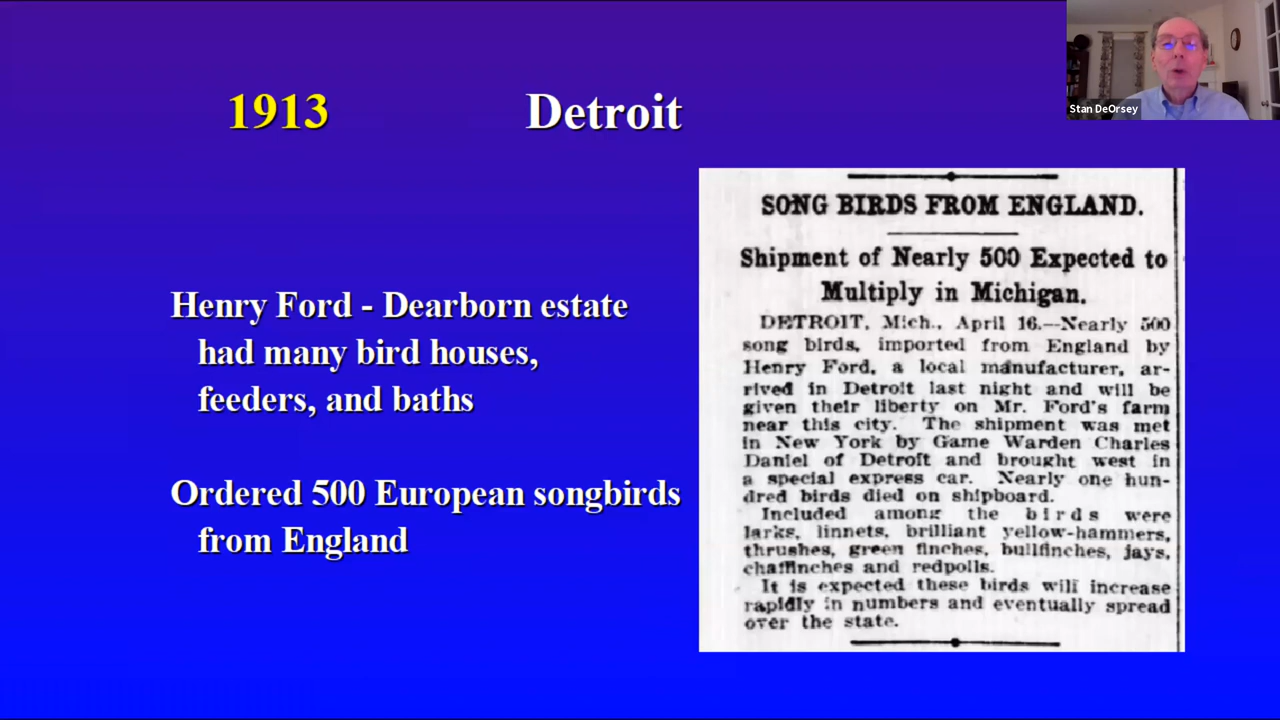 Stan DeOrsey
1913 Detroit
Henry Ford - Dearborn estate
had many bird houses,
feeders, and baths
Ordered 500 European songbirds
from England
SONG BIRDS FROM ENGLAND.
Shipment of Nearly 500 Expected to
Multiply in Michigan.
DETROIT, Mich., April 16.—Nearly 500
song birds, imported from England by
Henry Ford, a local manufacturer, ar-
rived in Detroit last night and will be
given their liberty on Mr. Ford's farm
near this city. The shipment was met
in New York by Game Warden Charles
Daniel of Detroit and brought west in
a special express car. Nearly one hun-
dred birds died on shipboard.
Included among the birds were
larks, linnets, brilliant yellow-hammers,
thrushes, green finches, bullfinches, jays,
chaffinches and redpolls.
It is expected these birds will increase
rapidly in numbers and eventually spread
over the state.